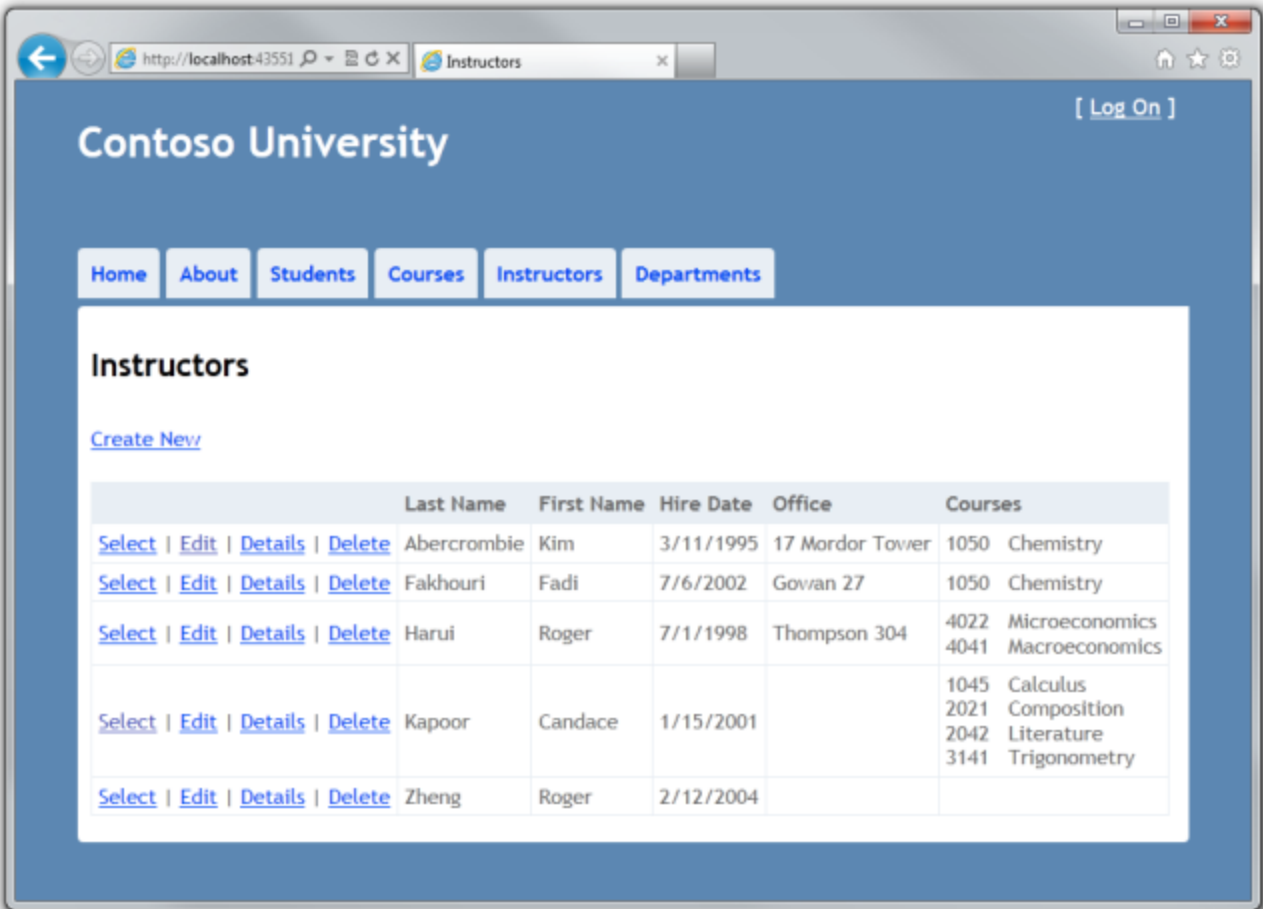 http://localhost:43551
Instructors
[ Log On ]
Contoso University
Home About Students Courses Instructors Departments
Instructors
Create New
Last Name First Name Hire Date Office Courses
Select | Edit | Details | Delete Abercrombie Kim 3/11/1995 17 Mordor Tower 1050 Chemistry
Select | Edit | Details | Delete Fakhouri Fadi 7/6/2002 Gowan 27 1050 Chemistry
Select | Edit | Details | Delete Harui Roger 7/1/1998 Thompson 304 4022 Microeconomics
4041 Macroeconomics
Select | Edit | Details | Delete Kapoor Candace 1/15/2001 1045 Calculus
2021 Composition
2042 Literature
3141 Trigonometry
Select | Edit | Details | Delete Zheng Roger 2/12/2004